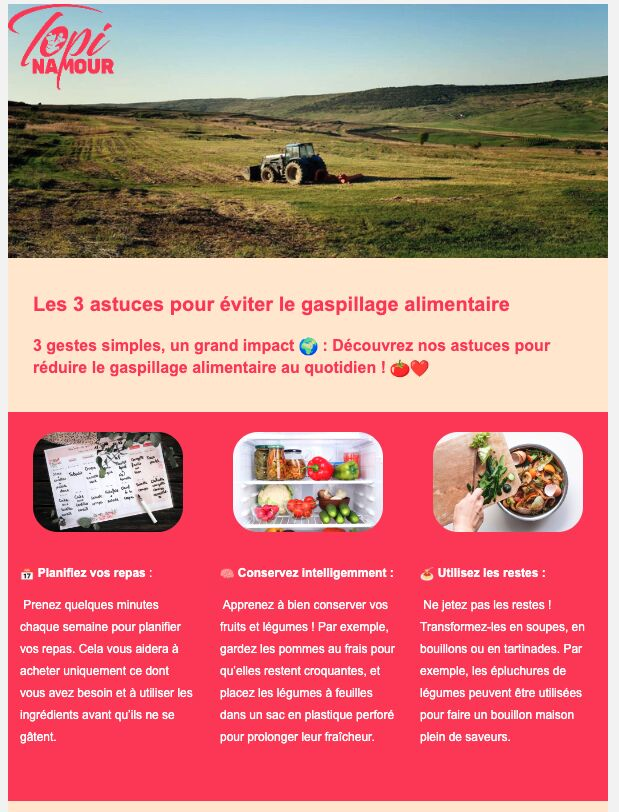 Topi
NAMOUR
Les 3 astuces pour éviter le gaspillage alimentaire
3 gestes simples, un grand impact 🌍 : Découvrez nos astuces pour
réduire le gaspillage alimentaire au quotidien ! 🍅❤️
📅 Planifiez vos repas :
Prenez quelques minutes
chaque semaine pour planifier
vos repas. Cela vous aidera à
acheter uniquement ce dont
vous avez besoin et à utiliser les
ingrédients avant qu'ils ne se
gâtent.
🧠 Conservez intelligemment :
Apprenez à bien conserver vos
fruits et légumes ! Par exemple,
gardez les pommes au frais pour
qu'elles restent croquantes, et
placez les légumes à feuilles
dans un sac en plastique perforé
pour prolonger leur fraîcheur.
🍝 Utilisez les restes :
Ne jetez pas les restes !
Transformez-les en soupes, en
bouillons ou en tartinades. Par
exemple, les épluchures de
légumes peuvent être utilisées
pour faire un bouillon maison
plein de saveurs.